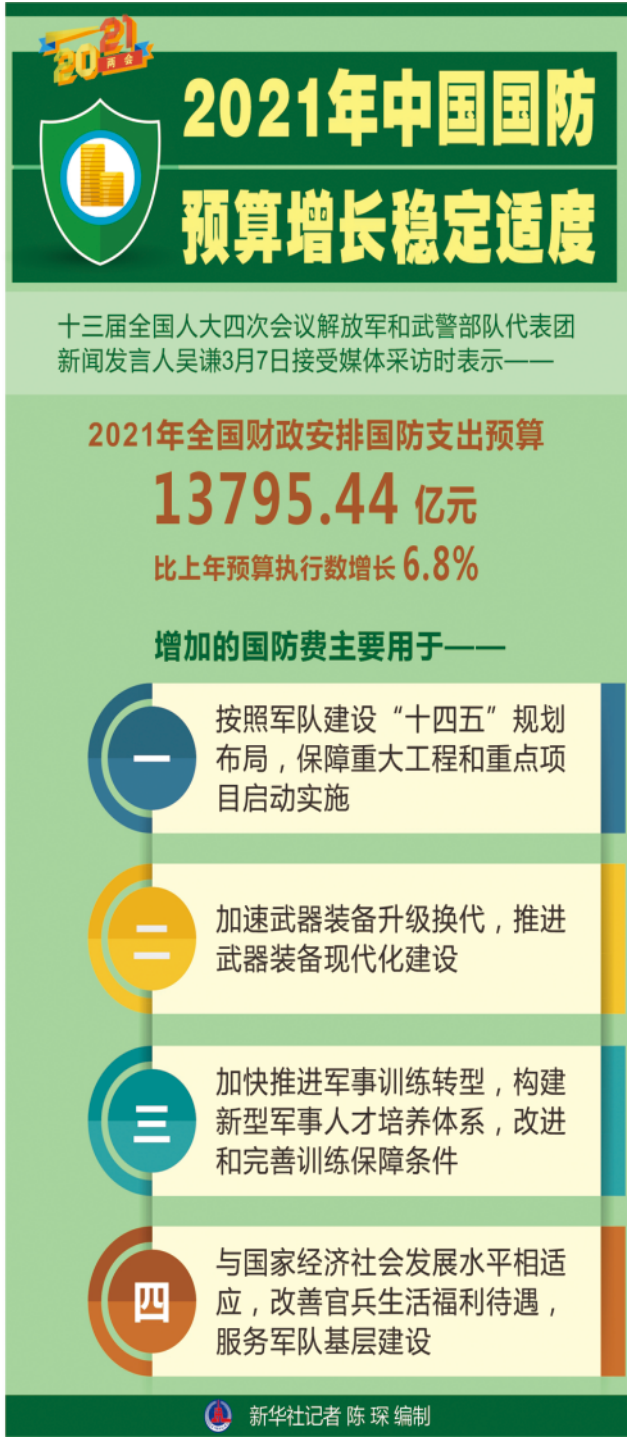 2021
两会
2021年中国国防
预算增长稳定适度
十三届全国人大四次会议解放军和武警部队代表团
新闻发言人吴谦3月7日接受媒体采访时表示——
2021年全国财政安排国防支出预算
13795.44 亿元
比上年预算执行数增长 6.8%
增加的国防费主要用于——
一
按照军队建设“十四五”规划
布局，保障重大工程和重点项
目启动实施
二
加速武器装备升级换代，推进
武器装备现代化建设
三
加快推进军事训练转型，构建
新型军事人才培养体系，改进
和完善训练保障条件
四
与国家经济社会发展水平相适
应，改善官兵生活福利待遇，
服务军队基层建设
新华社记者 陈 琛 编制